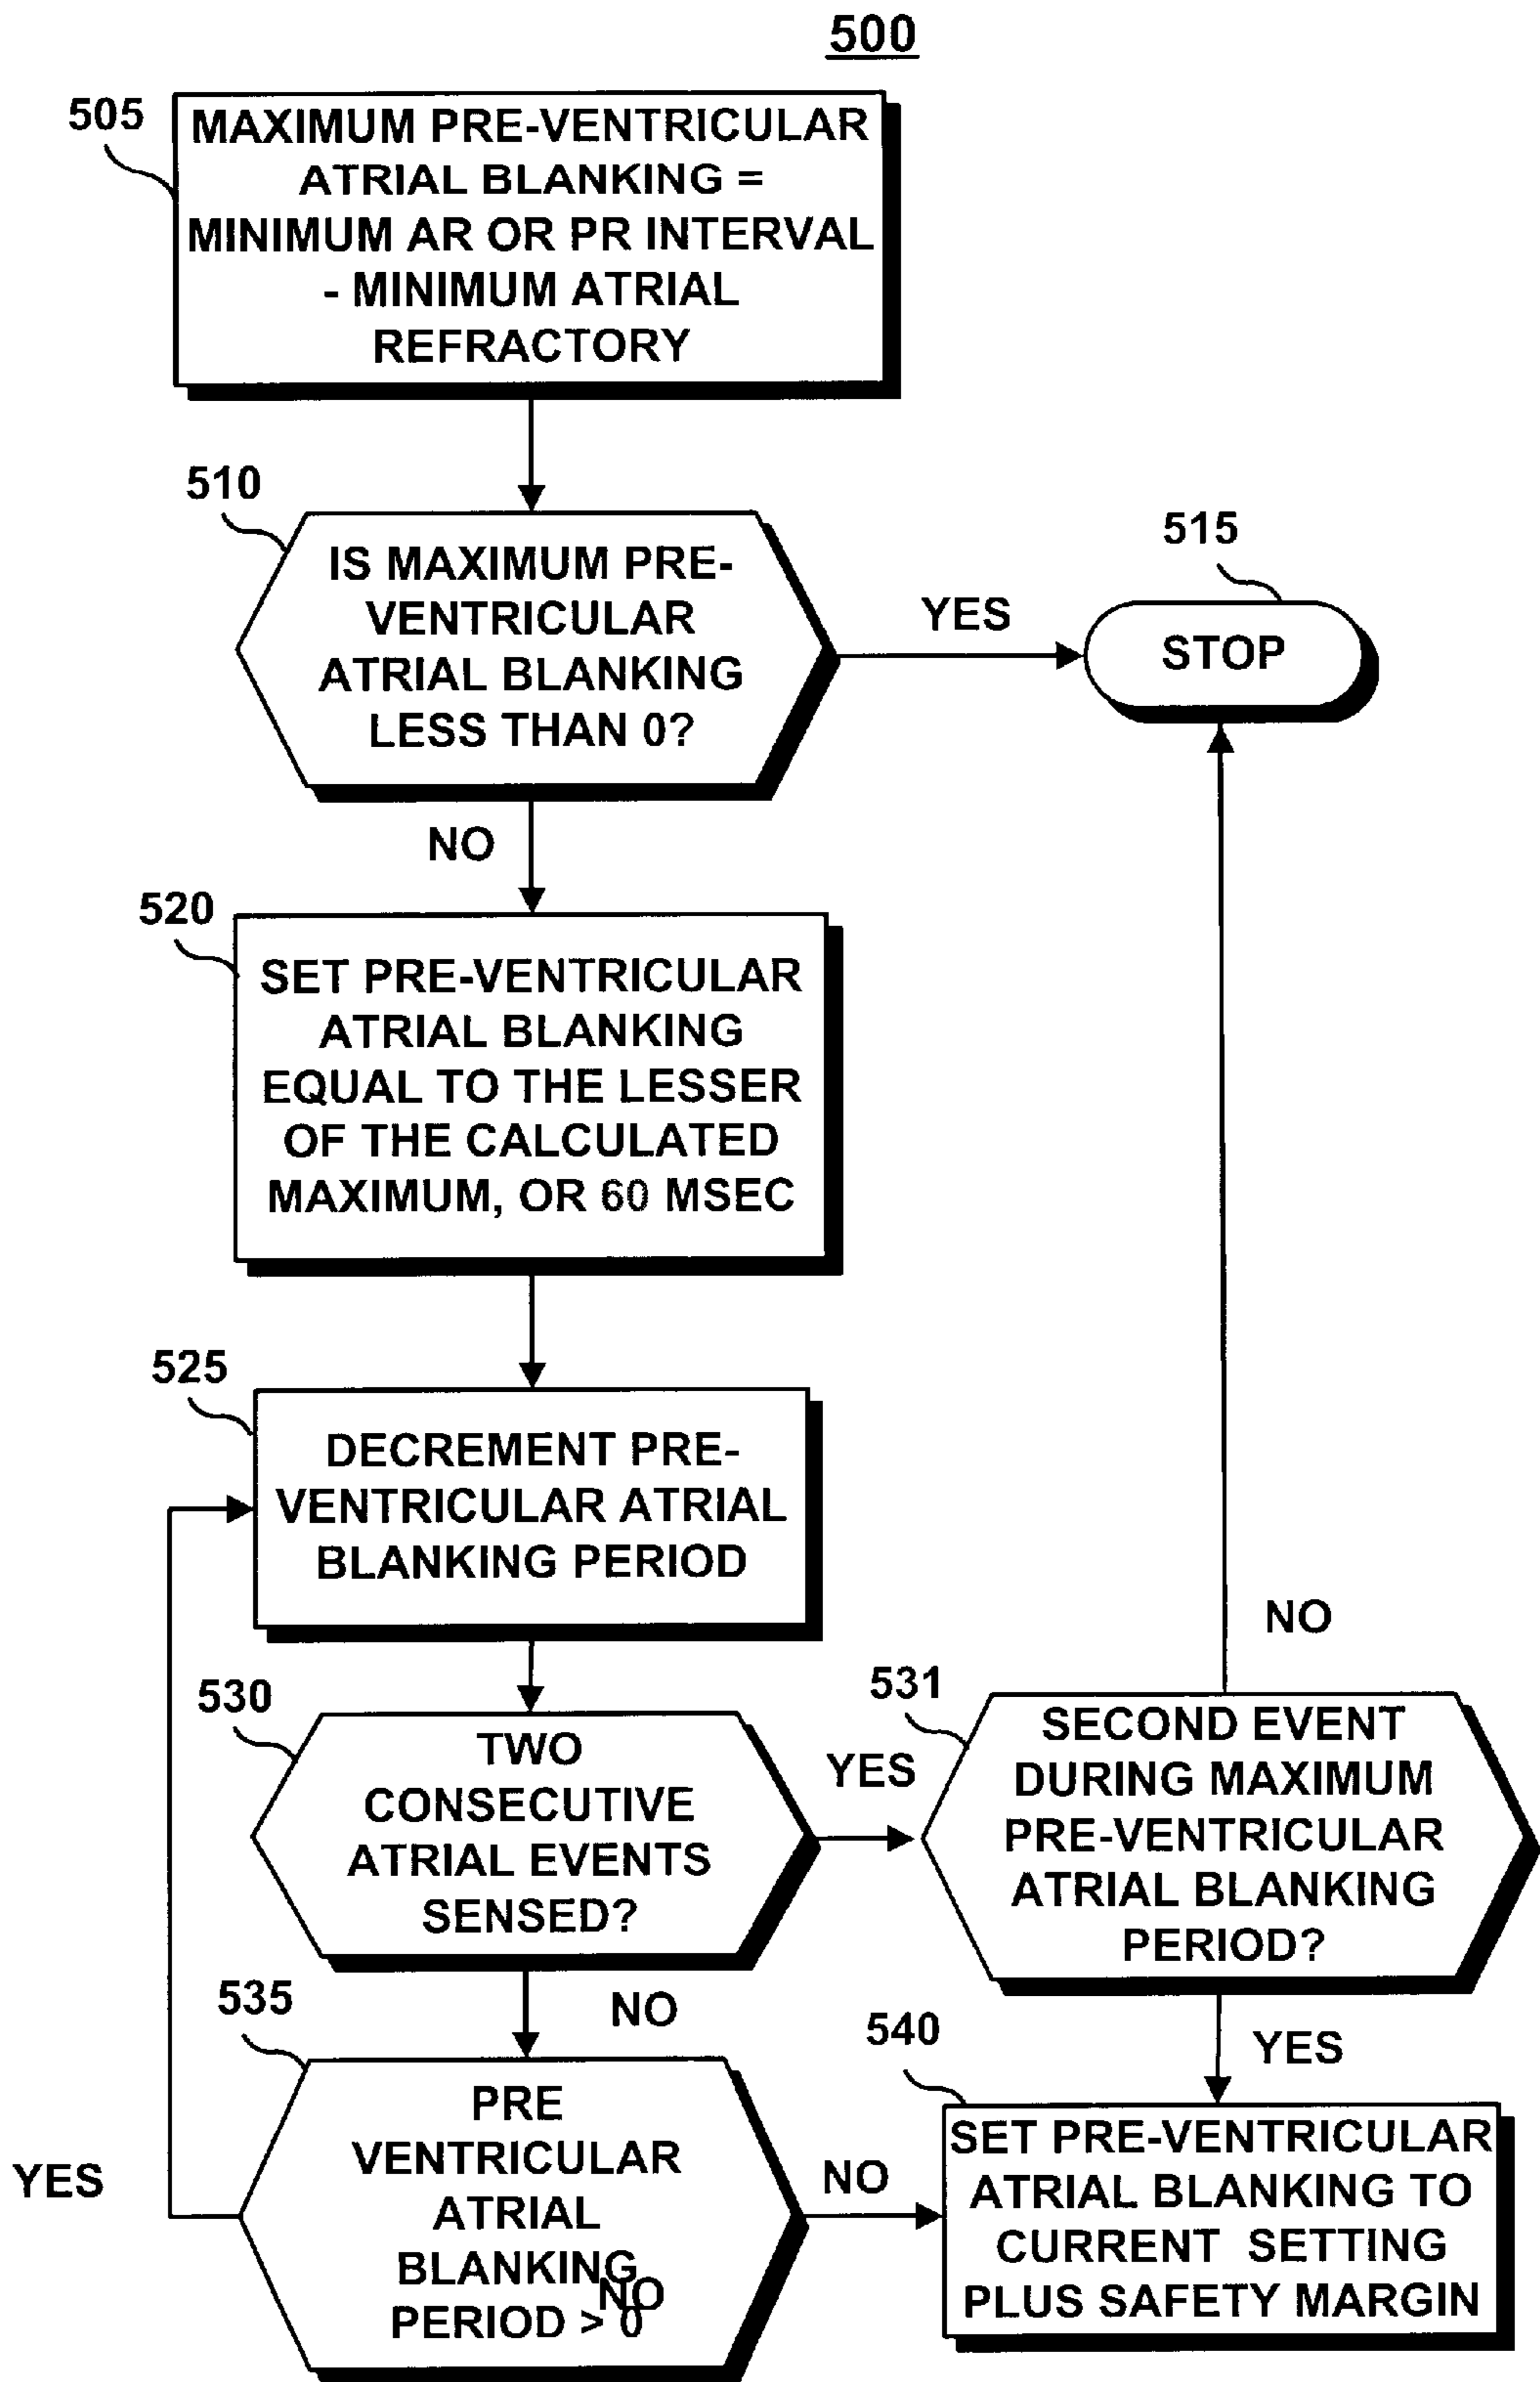 500
505
MAXIMUM PRE-VENTRICULAR
ATRIAL BLANKING =
MINIMUM AR OR PR INTERVAL
- MINIMUM ATRIAL
REFRACTORY
510
IS MAXIMUM PRE-
VENTRICULAR
ATRIAL BLANKING
LESS THAN 0?
YES
515
STOP
NO
520
SET PRE-VENTRICULAR
ATRIAL BLANKING
EQUAL TO THE LESSER
OF THE CALCULATED
MAXIMUM, OR 60 MSEC
525
DECREMENT PRE-
VENTRICULAR ATRIAL
BLANKING PERIOD
530
TWO
CONSECUTIVE
ATRIAL EVENTS
SENSED?
YES
531
SECOND EVENT
DURING MAXIMUM
PRE-VENTRICULAR
ATRIAL BLANKING
PERIOD?
NO
YES
NO
535
PRE
VENTRICULAR
ATRIAL
BLANKING
PERIOD > 0
NO
YES
NO
540
SET PRE-VENTRICULAR
ATRIAL BLANKING TO
CURRENT SETTING
PLUS SAFETY MARGIN